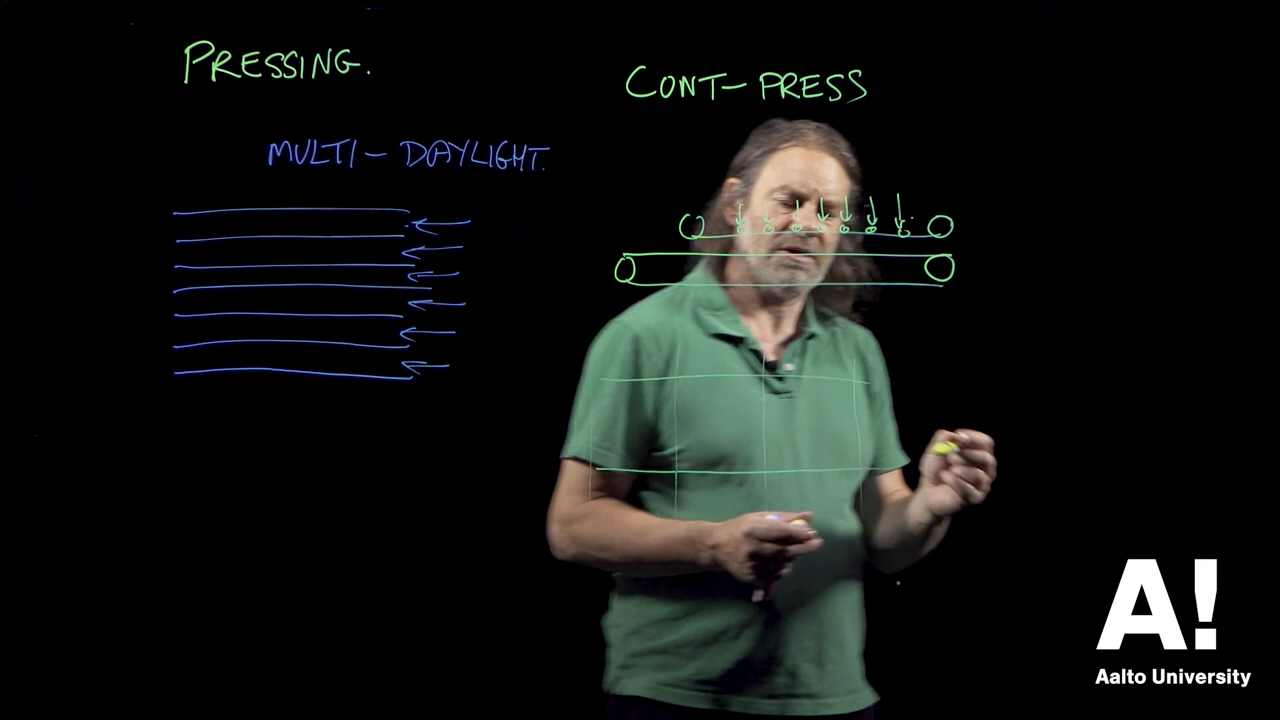 PRESSING.
CONT-PRESS
MULTI-DAYLIGHT.
A!
Aalto University